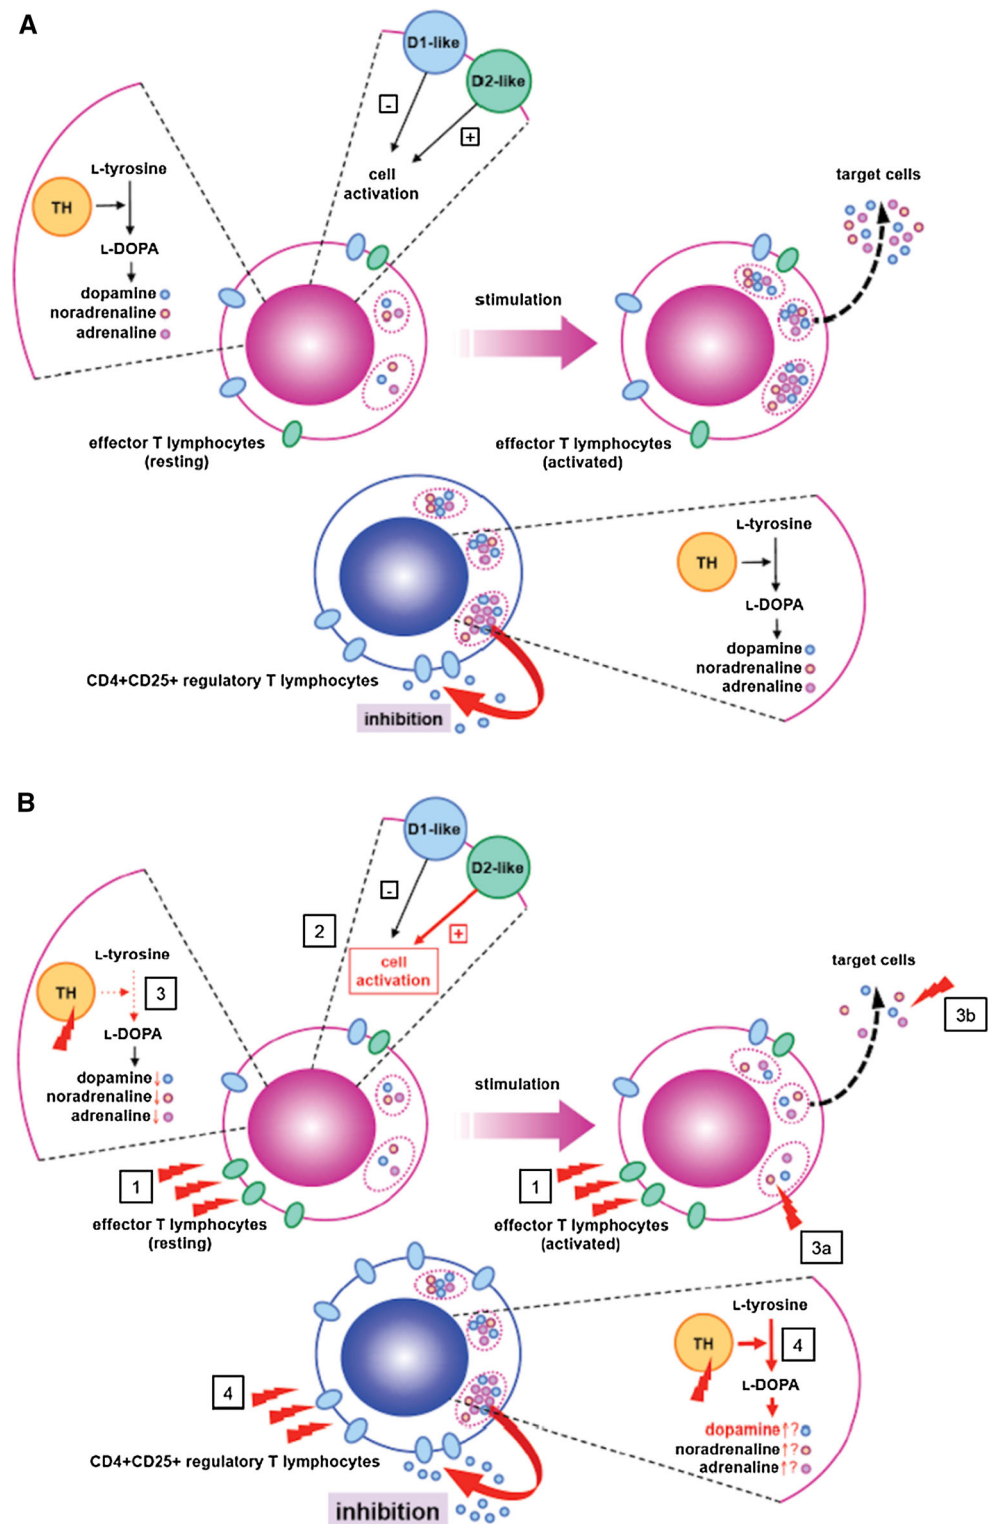 A
D1-like
D2-like
-
+
cell
activation
L-tyrosine
TH
L-DOPA
dopamine
noradrenaline
adrenaline
target cells
stimulation
effector T lymphocytes
(resting)
effector T lymphocytes
(activated)
L-tyrosine
TH
L-DOPA
dopamine
noradrenaline
adrenaline
CD4+CD25+ regulatory T lymphocytes
inhibition
B
D1-like
D2-like
-
+
2
cell
activation
L-tyrosine
TH
3
L-DOPA
dopamine↓
noradrenaline↓
adrenaline↓
target cells
3b
stimulation
1
effector T lymphocytes
(resting)
1
effector T lymphocytes
(activated)
3a
L-tyrosine
TH
4
L-DOPA
dopamine↑?
noradrenaline↑?
adrenaline↑?
4
CD4+CD25+ regulatory T lymphocytes
inhibition